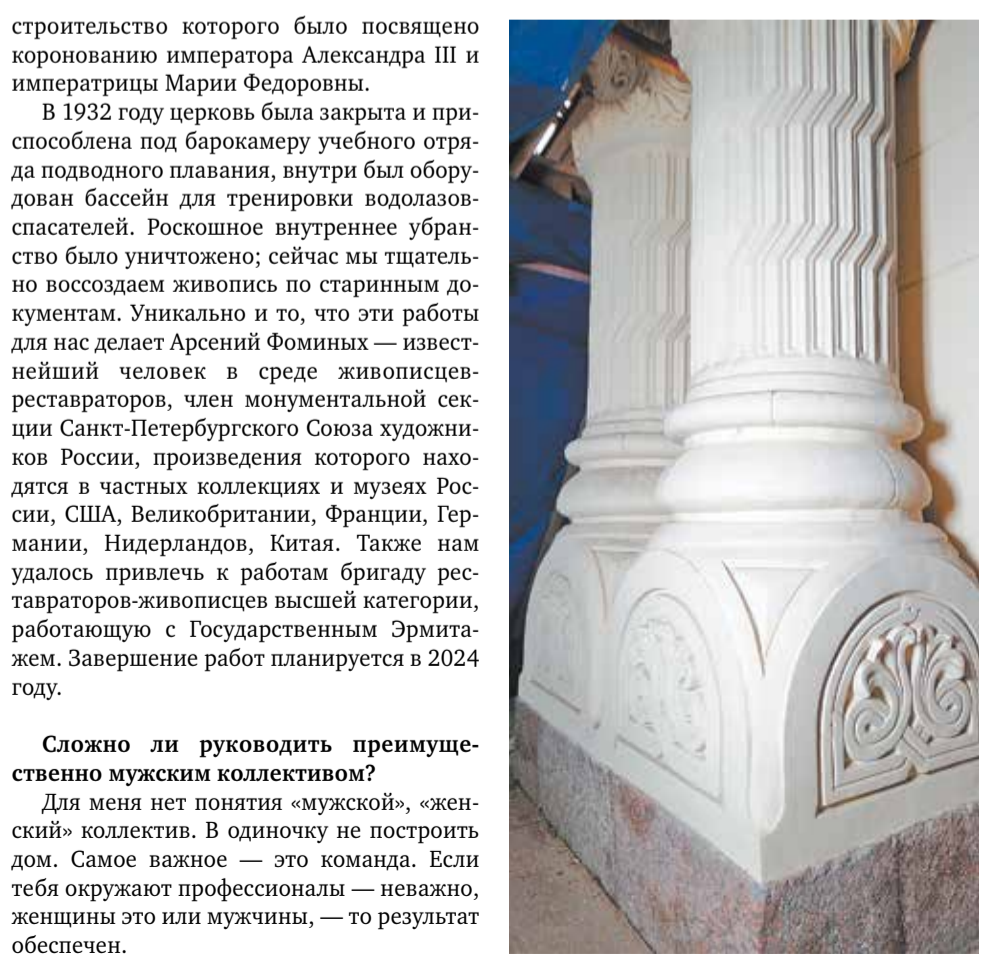 строительство которого было посвящено
коронованию императора Александра III и
императрицы Марии Федоровны.
В 1932 году церковь была закрыта и при-
способлена под барокамеру учебного отря-
да подводного плавания, внутри был обору-
дован бассейн для тренировки водолазов-
спасателей. Роскошное внутреннее убран-
ство было уничтожено; сейчас мы тщатель-
но воссоздаем живопись по старинным до-
кументам. Уникально и то, что эти работы
для нас делает Арсений Фоминых — извест-
нейший человек в среде живописцев-
реставраторов, член монументальной сек-
ции Санкт-Петербургского Союза художни-
ков России, произведения которого нахо-
дятся в частных коллекциях и музеях Рос-
сии, США, Великобритании, Франции, Гер-
мании, Нидерландов, Китая. Также нам
удалось привлечь к работам бригаду рес-
тавраторов-живописцев высшей категории,
работающую с Государственным Эрмита-
жем. Завершение работ планируется в 2024
году.
Сложно ли руководить преимуще-
ственно мужским коллективом?
Для меня нет понятия «мужской», «жен-
ский» коллектив. В одиночку не построить
дом. Самое важное — это команда. Если
тебя окружают профессионалы — неважно,
женщины это или мужчины, — то результат
обеспечен.